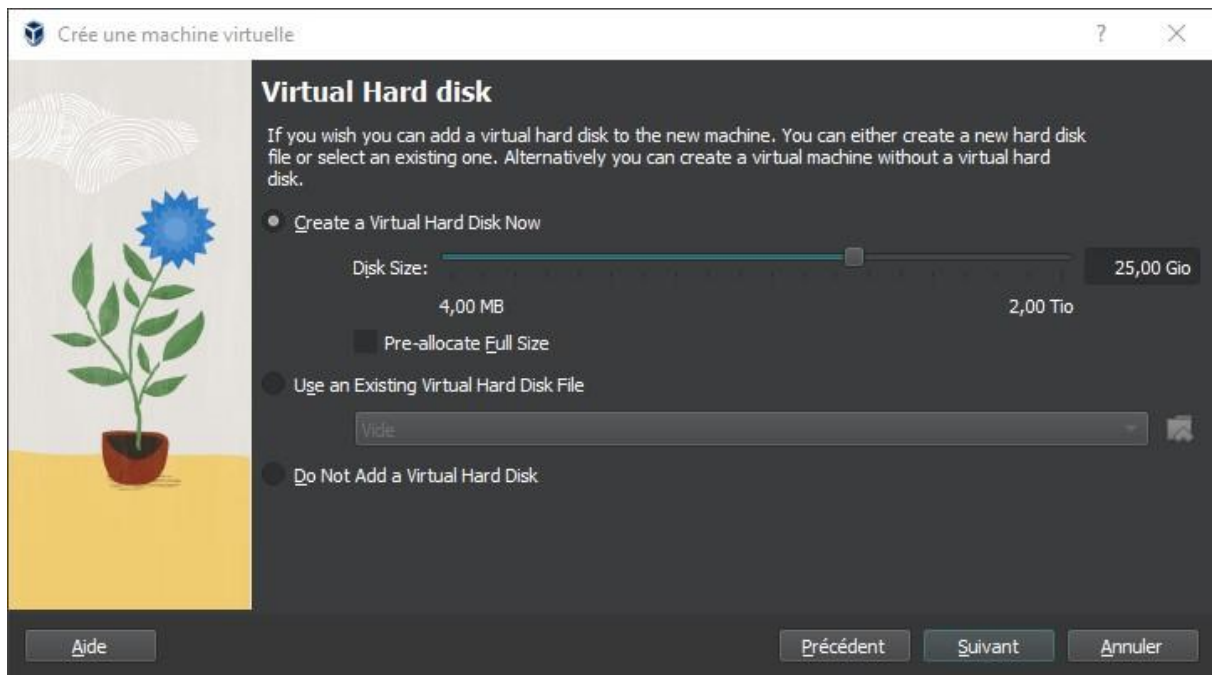 Crée une machine virtuelle
?
Virtual Hard disk
If you wish you can add a virtual hard disk to the new machine. You can either create a new hard disk
file or select an existing one. Alternatively you can create a virtual machine without a virtual hard
disk.
Create a Virtual Hard Disk Now
Disk Size:
25,00 Gio
4,00 MB
2,00 Tio
Pre-allocate Full Size
Use an Existing Virtual Hard Disk File
Vide
Do Not Add a Virtual Hard Disk
Aide
Précédent
Suivant
Annuler